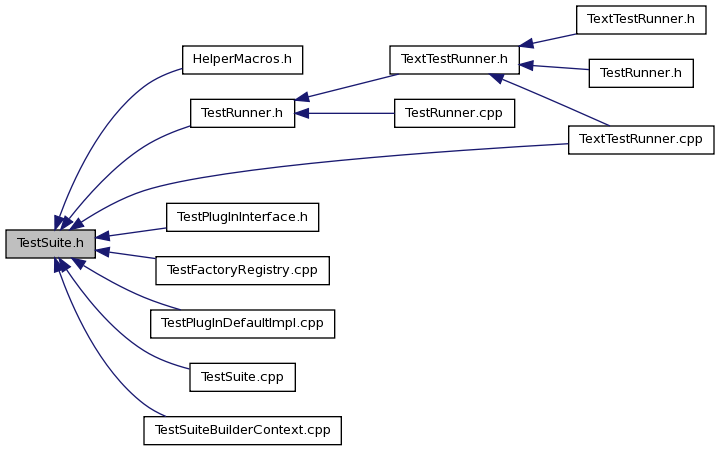 TextTestRunner.h
HelperMacros.h
TextTestRunner.h
TestRunner.h
TestRunner.h
TestRunner.cpp
TextTestRunner.cpp
TestPlugInInterface.h
TestSuite.h
TestFactoryRegistry.cpp
TestPlugInDefaultImpl.cpp
TestSuite.cpp
TestSuiteBuilderContext.cpp